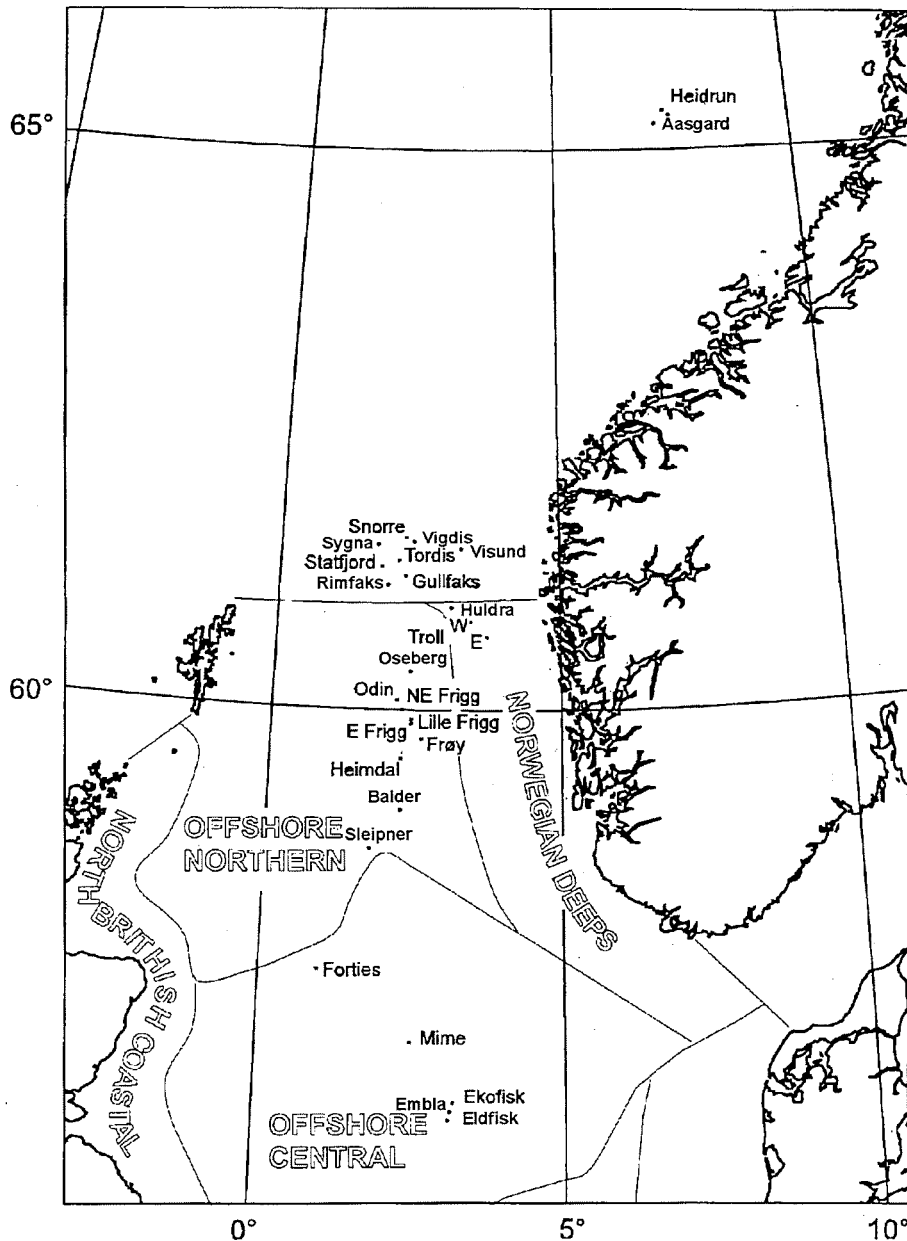 65°
Heidrun
Aasgard
Snorre
Vigdis
Sygna
Visund
Tordis
Statfjord
Rimfaks
Gullfaks
Huldra
W
E
Troll
Oseberg
60°
Odin
NE Frigg
Lille Frigg
E Frigg
Frøy
Heimdal
Balder
Sleipner
OFFSHORE
NORTHERN
NORWEGIAN DEEPS
NORTH BRITHISH COASTAL
Forties
Mime
Ekofisk
Embla
Eldfisk
OFFSHORE
CENTRAL
0°
5°
10°